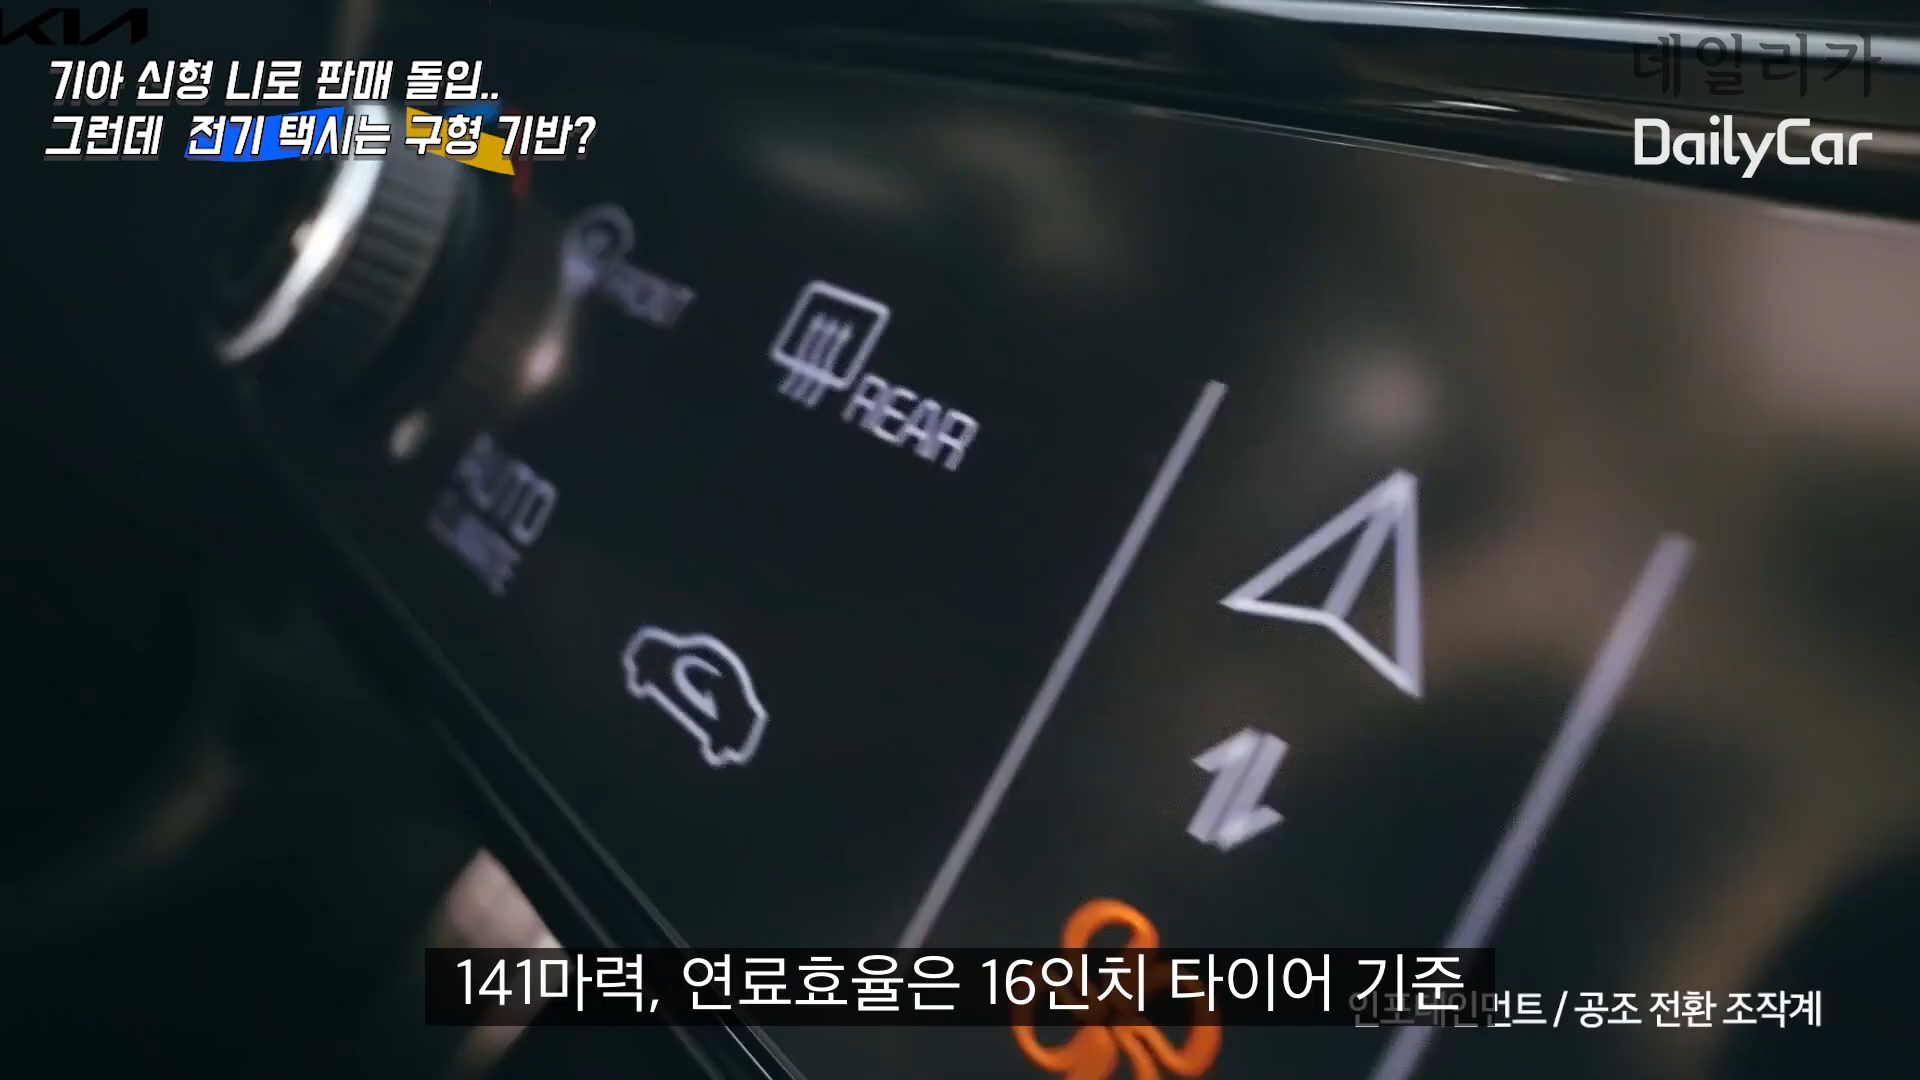 KIA
기아 신형 니로 판매 돌입..
그런데 전기 택시는 구형 기반?
데일리카
DailyCar
FRONT
REAR
AUTO
141마력, 연료효율은 16인치 타이어 기준
인포테인먼트 / 공조 전환 조작계